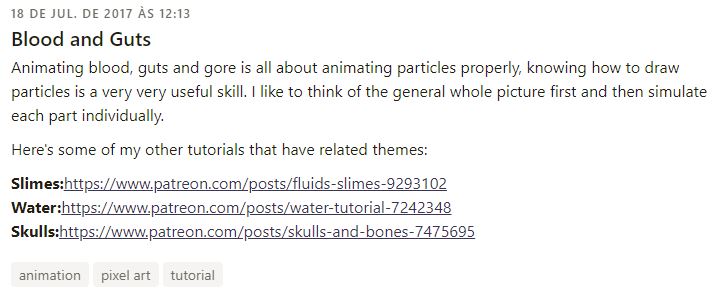 18 DE JUL. DE 2017 ÀS 12:13
Blood and Guts
Animating blood, guts and gore is all about animating particles properly, knowing how to draw
particles is a very very useful skill. I like to think of the general whole picture first and then simulate
each part individually.
Here's some of my other tutorials that have related themes:
Slimes:https://www.patreon.com/posts/fluids-slimes-9293102
Water:https://www.patreon.com/posts/water-tutorial-7242348
Skulls:https://www.patreon.com/posts/skulls-and-bones-7475695
animation pixel art tutorial